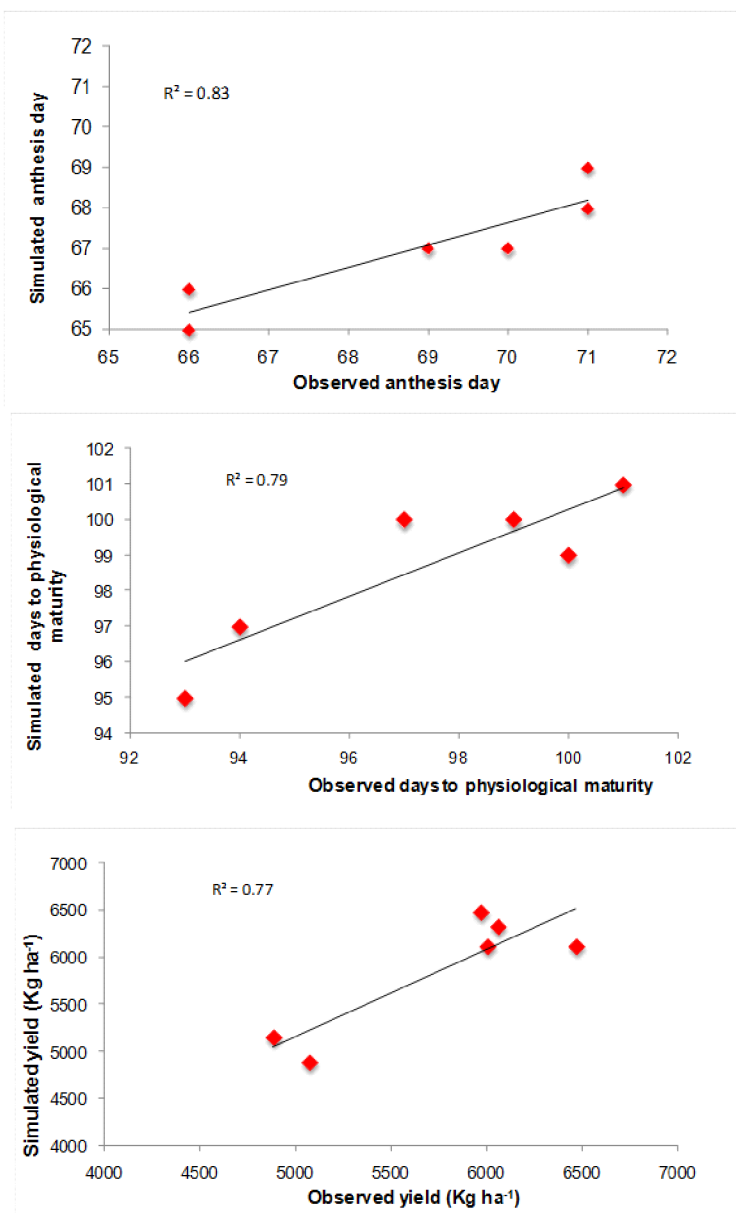 72
71
70
69
68
67
66
65
R² = 0.83
Simulated anthesis day
65 66 67 68 69 70 71 72
Observed anthesis day
102
101
100
99
98
97
96
95
94
R² = 0.79
Simulated days to physiological
maturity
92 94 96 98 100 102
Observed days to physiological maturity
7000
6500
6000
5500
5000
4500
4000
R² = 0.77
Simulated yield (Kg ha⁻¹)
4000 4500 5000 5500 6000 6500 7000
Observed yield (Kg ha⁻¹)